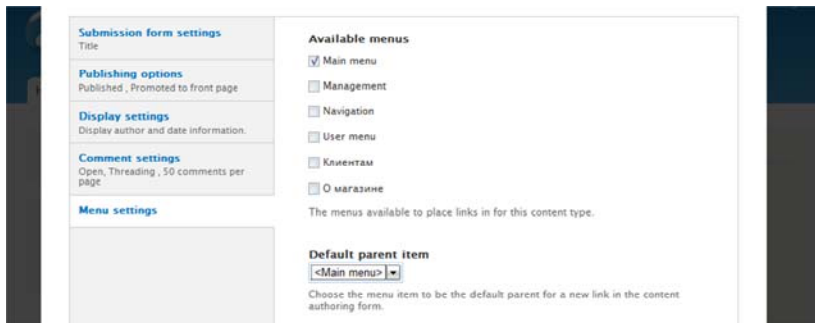 Submission form settings
Title
Publishing options
Published , Promoted to front page
Display settings
Display author and date information.
Comment settings
Open, Threading , 50 comments per
page
Menu settings
Available menus
Main menu
Management
Navigation
User menu
Клиентам
О магазине
The menus available to place links in for this content type.
Default parent item
<Main menu>
Choose the menu item to be the default parent for a new link in the content
authoring form.